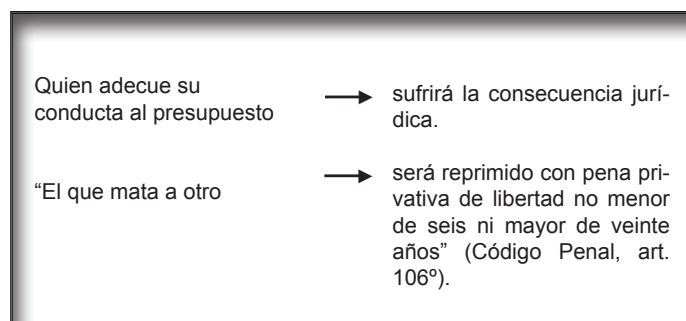 Quien adecue su
conducta al presupuesto
sufrirá la consecuencia jurí-
dica.
“El que mata a otro
será reprimido con pena pri-
vativa de libertad no menor
de seis ni mayor de veinte
años” (Código Penal, art.
106º).